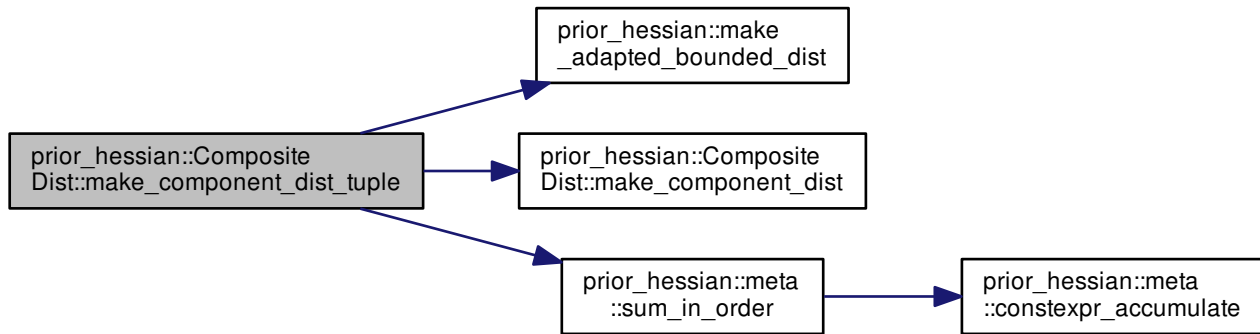 prior_hessian::make
_adapted_bounded_dist
prior_hessian::Composite
Dist::make_component_dist_tuple
prior_hessian::Composite
Dist::make_component_dist
prior_hessian::meta
::sum_in_order
prior_hessian::meta
::constexpr_accumulate